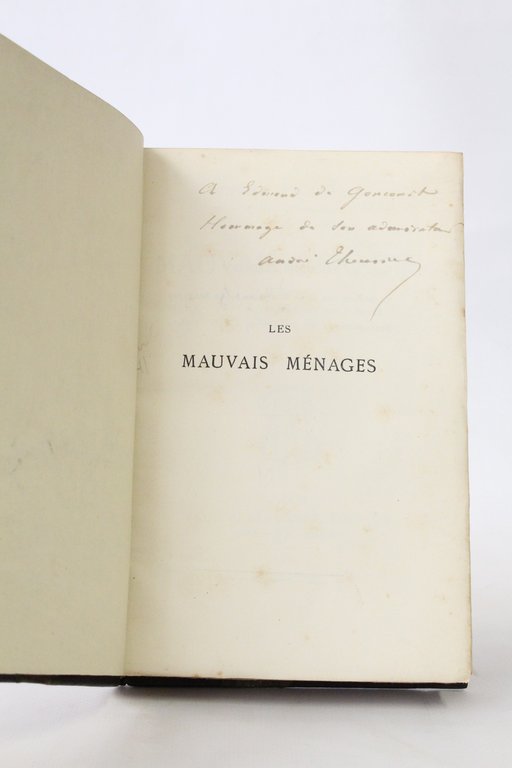 A Edmond de Goncourt
Hommage de son admirateur
André Theuriet
LES
MAUVAIS MÉNAGES